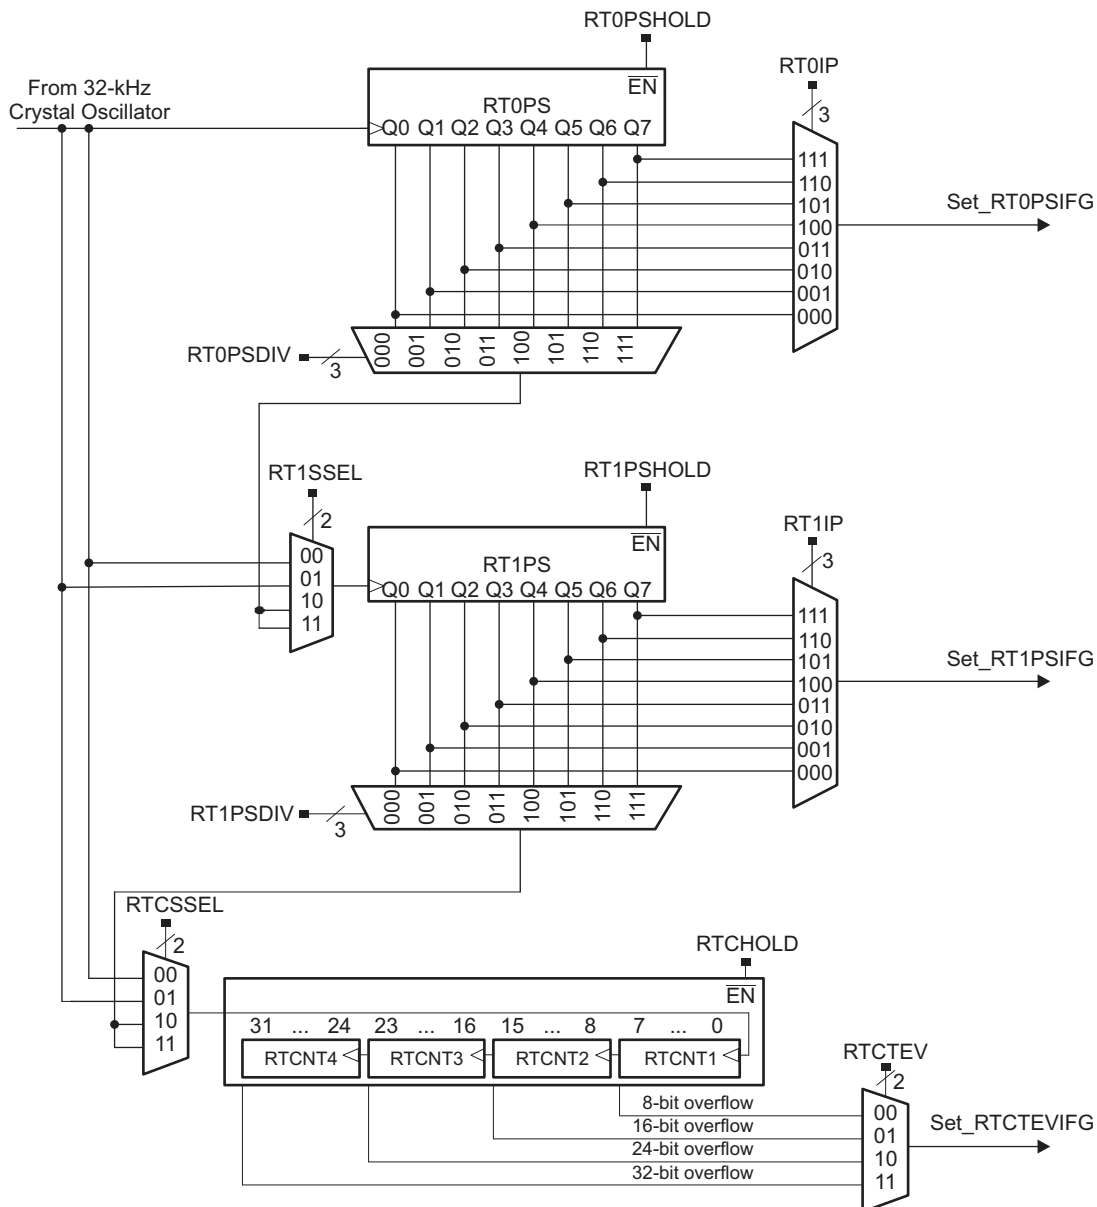 RT0PSHOLD
From 32-kHz
Crystal Oscillator
RT0IP
EN
RT0PS
3
Q0 Q1 Q2 Q3 Q4 Q5 Q6 Q7
111
110
101
100
011
010
001
000
Set_RT0PSIFG
RT0PSDIV
3
000 001 010 011 100 101 110 111
RT1SSEL
2
00
01
10
11
RT1PSHOLD
EN
RT1PS
Q0 Q1 Q2 Q3 Q4 Q5 Q6 Q7
RT1IP
3
111
110
101
100
011
010
001
000
Set_RT1PSIFG
RT1PSDIV
3
000 001 010 011 100 101 110 111
RTCSSEL
2
00
01
10
11
RTCHOLD
EN
31 ... 24 23 ... 16 15 ... 8 7 ... 0
RTCNT4 RTCNT3 RTCNT2 RTCNT1
8-bit overflow
16-bit overflow
24-bit overflow
32-bit overflow
RTCTEV
2
00
01
10
11
Set_RTCTEVIFG